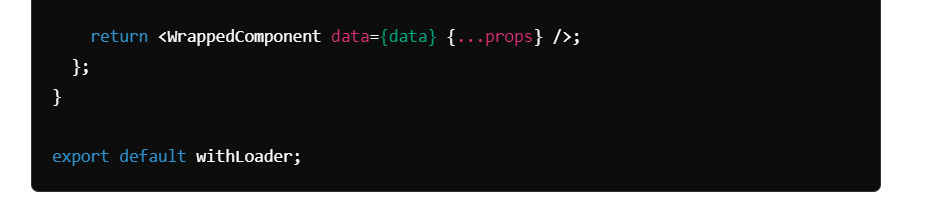 return <WrappedComponent data={data} {...props} />;
};
}
export default withLoader;